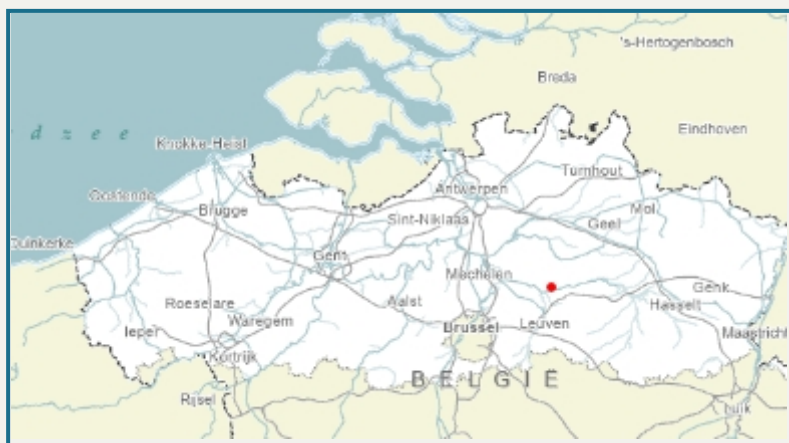 's-Hertogenbosch
Breda
d z e e
Eindhoven
Knokke-Heist
Turnhout
Antwerpen
Oostende
Mol
Brugge
Sint-Niklaas
Geel
Duinkerke
Gent
Mechelen
Genk
Roeselare
Aalst
Hasselt
Waregem
Brussel
Leuven
Ieper
Maastricht
Kortrijk
BELGIË
Rijsel
Luik